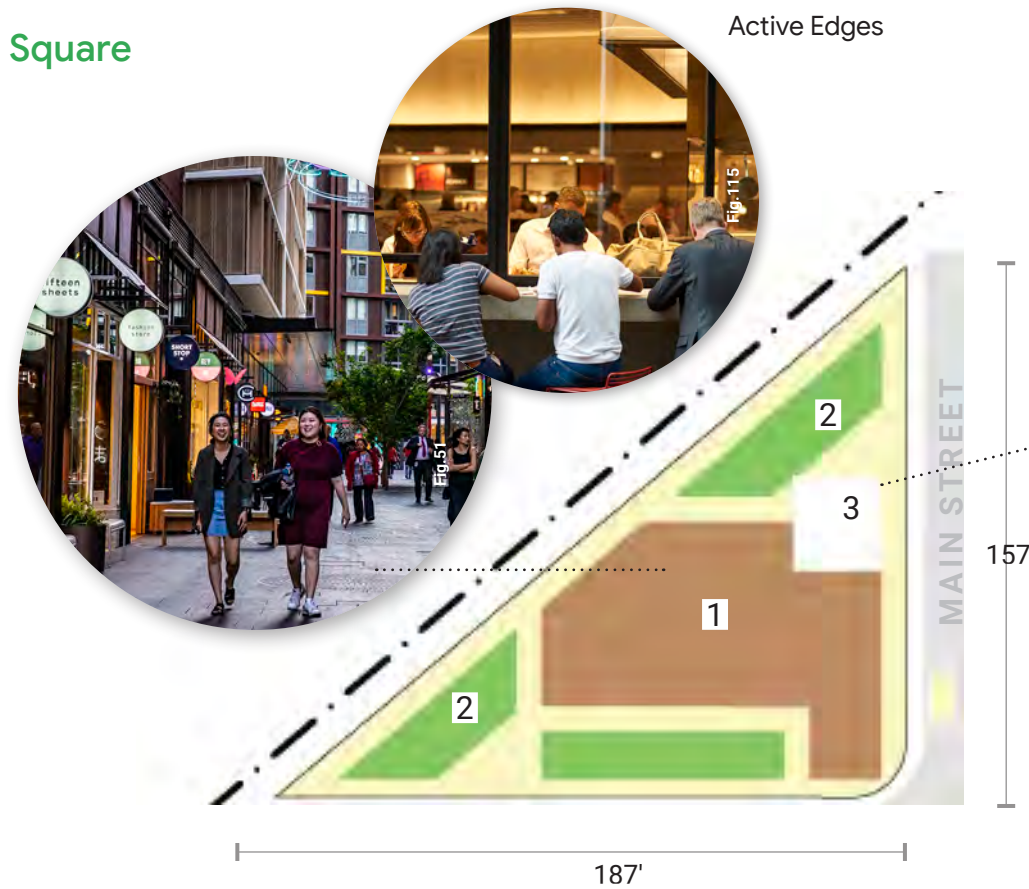 Square
Active Edges
Fig.115
fifteen
sheets
SHORT
STOP
Fig.51
2
3
MAIN STREET
157
1
2
187'